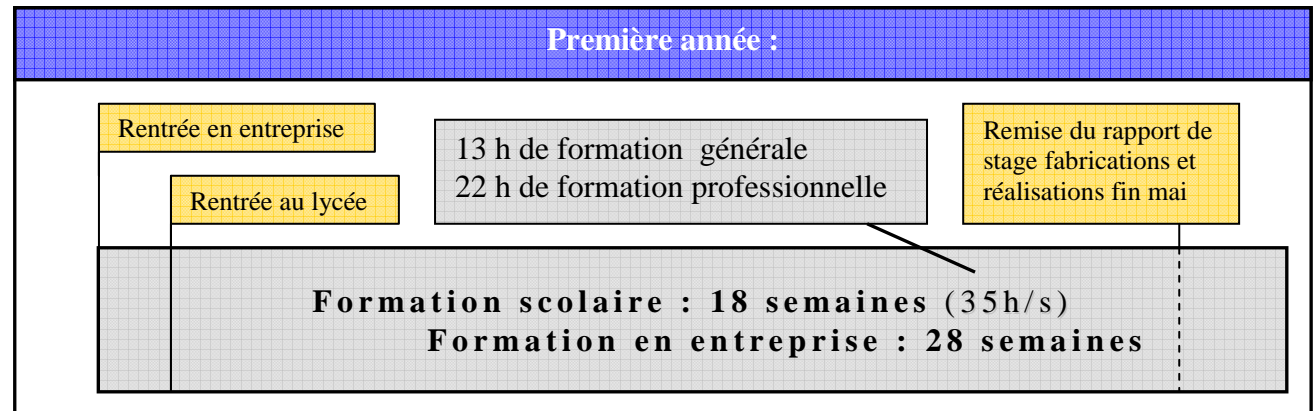 Première année :
Rentrée en entreprise
Rentrée au lycée
13 h de formation générale
22 h de formation professionnelle
Remise du rapport de
stage fabrications et
réalisations fin mai
Formation scolaire : 18 semaines (35h/s)
Formation en entreprise : 28 semaines